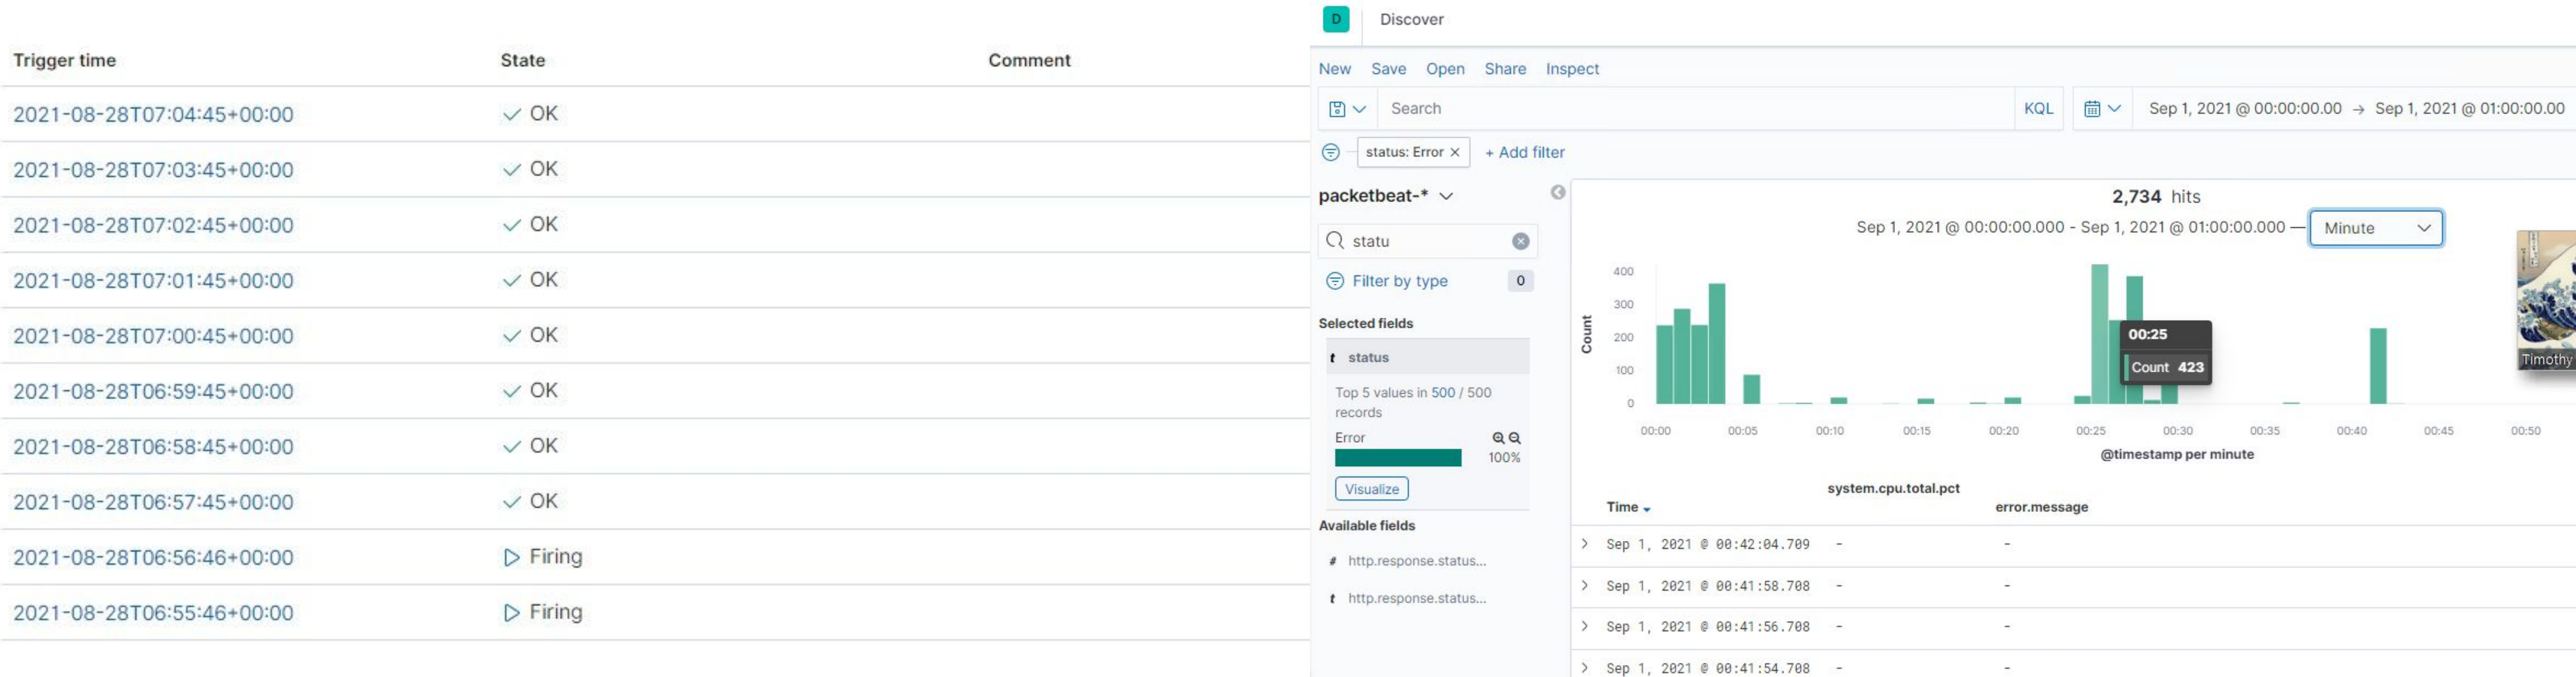 Trigger time State Comment
2021-08-28T07:04:45+00:00 OK
2021-08-28T07:03:45+00:00 OK
2021-08-28T07:02:45+00:00 OK
2021-08-28T07:01:45+00:00 OK
2021-08-28T07:00:45+00:00 OK
2021-08-28T06:59:45+00:00 OK
2021-08-28T06:58:45+00:00 OK
2021-08-28T06:57:45+00:00 OK
2021-08-28T06:56:46+00:00 Firing
2021-08-28T06:55:46+00:00 Firing
D Discover
New Save Open Share Inspect
Search KQL Sep 1, 2021 @ 00:00:00.00 → Sep 1, 2021 @ 01:00:00.00
status: Error × + Add filter
packetbeat-*
statu
Filter by type 0
Selected fields
t status
Top 5 values in 500 / 500
records
Error
100%
Visualize
Available fields
# http.response.status...
t http.response.status...
2,734 hits
Sep 1, 2021 @ 00:00:00.000 - Sep 1, 2021 @ 01:00:00.000 — Minute
Count
400
300
200
100
0
00:25
Count 423
Timothy
00:00 00:05 00:10 00:15 00:20 00:25 00:30 00:35 00:40 00:45 00:50
@timestamp per minute
system.cpu.total.pct
Time error.message
Sep 1, 2021 @ 00:42:04.709 - -
Sep 1, 2021 @ 00:41:58.708 - -
Sep 1, 2021 @ 00:41:56.708 - -
Sep 1, 2021 @ 00:41:54.708 - -